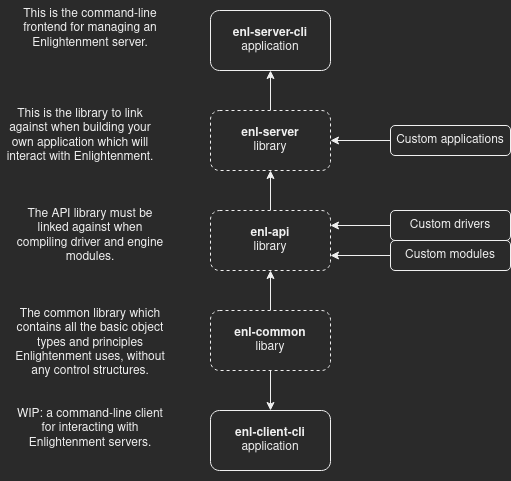 This is the command-line
frontend for managing an
Enlightenment server.
enl-server-cli
application
This is the library to link
against when building your
own application which will
interact with Enlightenment.
enl-server
library
Custom applications
The API library must be
linked against when
compiling driver and engine
modules.
enl-api
library
Custom drivers
Custom modules
The common library which
contains all the basic object
types and principles
Enlightenment uses, without
any control structures.
enl-common
libary
WIP: a command-line client
for interacting with
Enlightenment servers.
enl-client-cli
application